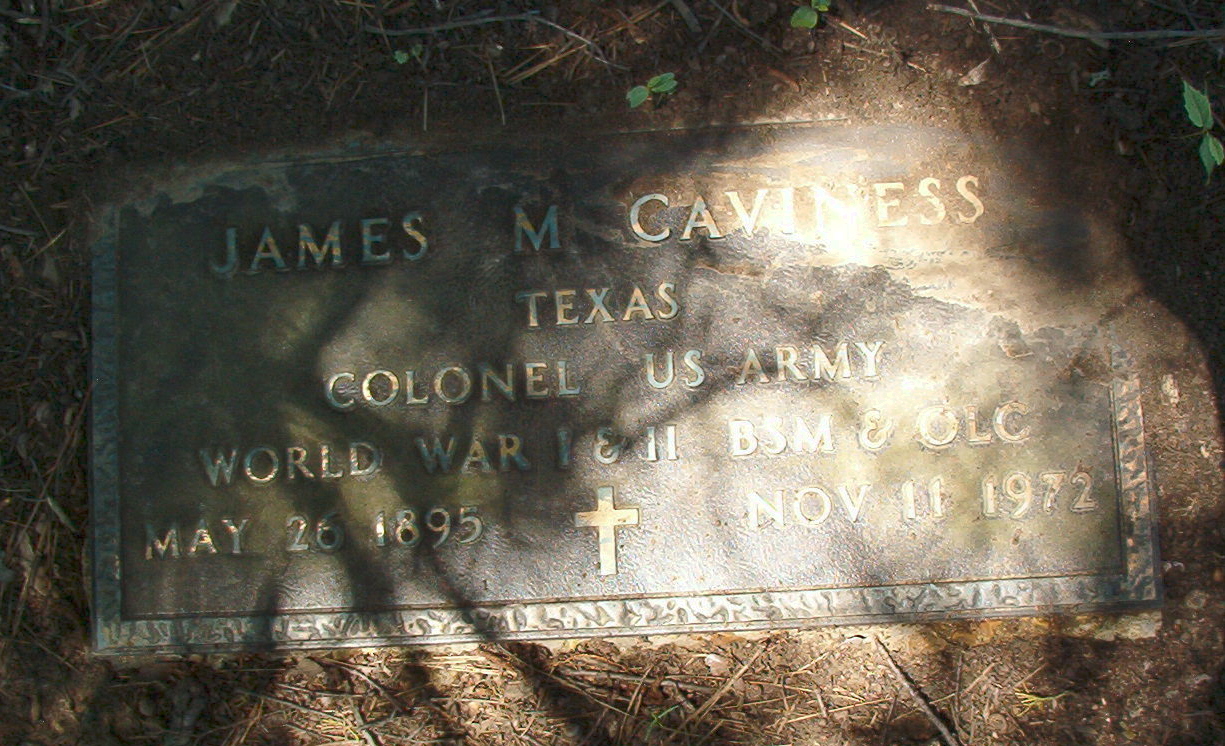 JAMES M CAVINESS
TEXAS
COLONEL US ARMY
WORLD WAR I & II BSM & OLC
MAY 26 1895 NOV 11 1972